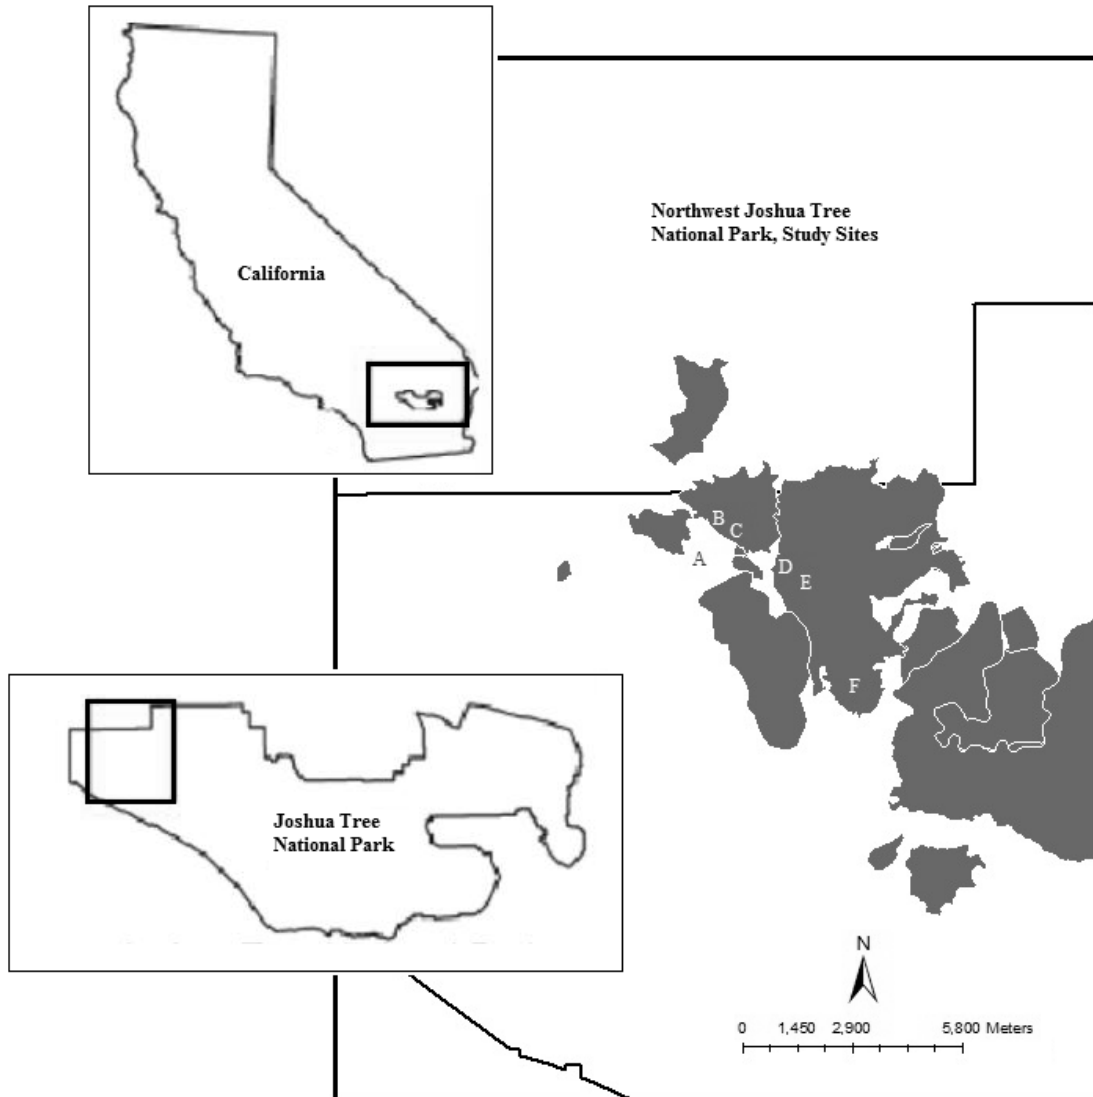 California
Northwest Joshua Tree
National Park, Study Sites
B
C
A
D
E
F
Joshua Tree
National Park
N
0 1,450 2,900 5,800 Meters